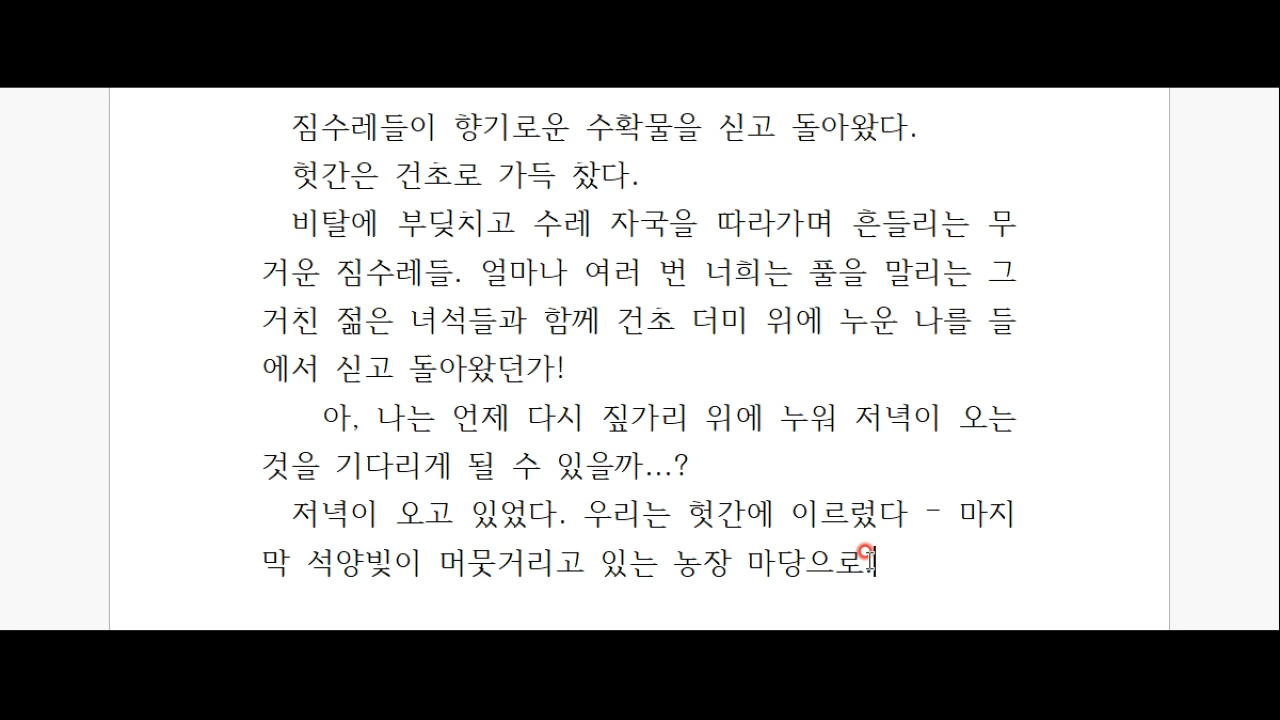 짐수레들이 향기로운 수확물을 싣고 돌아왔다.
헛간은 건초로 가득 찼다.
비탈에 부딪치고 수레 자국을 따라가며 흔들리는 무
거운 짐수레들. 얼마나 여러 번 너희는 풀을 말리는 그
거친 젊은 녀석들과 함께 건초 더미 위에 누운 나를 들
에서 싣고 돌아왔던가!
아, 나는 언제 다시 짚가리 위에 누워 저녁이 오는
것을 기다리게 될 수 있을까...?
저녁이 오고 있었다. 우리는 헛간에 이르렀다 - 마지
막 석양빛이 머뭇거리고 있는 농장 마당으로.